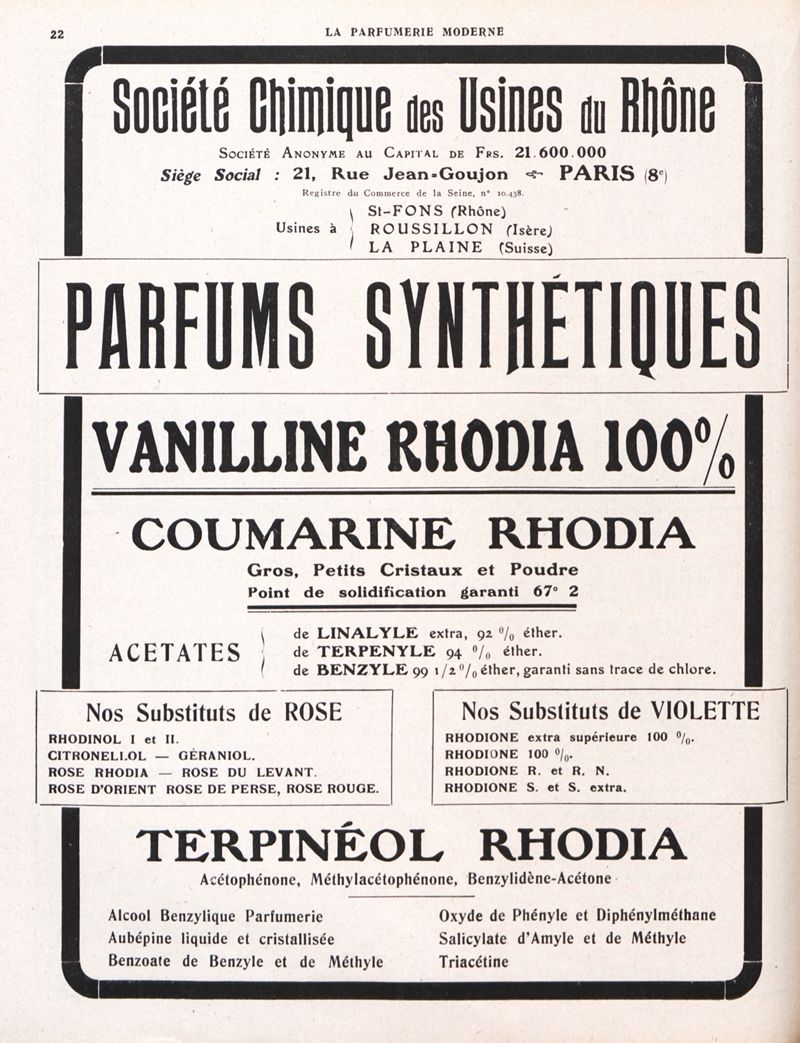 22
LA PARFUMERIE MODERNE
Société Chimique des Usines du Rhône
SOCIÉTÉ ANONYME AU CAPITAL DE FRS. 21.600.000
Siège Social : 21, Rue Jean-Goujon PARIS (8e)
Registre du Commerce de la Seine, n° 10.438.
Usines à
St-FONS (Rhône)
ROUSSILLON (Isère)
LA PLAINE (Suisse)
PARFUMS SYNTHÉTIQUES
VANILLINE RHODIA 100%
COUMARINE RHODIA
Gros, Petits Cristaux et Poudre
Point de solidification garanti 67° 2
ACETATES
de LINALYLE extra, 92 % éther.
de TERPENYLE 94 % éther.
de BENZYLE 99 1/2 % éther, garanti sans trace de chlore.
Nos Substituts de ROSE
RHODINOL I et II.
CITRONELLOL — GÉRANIOL.
ROSE RHODIA — ROSE DU LEVANT.
ROSE D'ORIENT ROSE DE PERSE, ROSE ROUGE.
Nos Substituts de VIOLETTE
RHODIONE extra supérieure 100 %.
RHODIONE 100 %.
RHODIONE R. et R. N.
RHODIONE S. et S. extra.
TERPINÉOL RHODIA
Acétophénone, Méthylacétophénone, Benzylidène-Acétone
Alcool Benzylique Parfumerie
Aubépine liquide et cristallisée
Benzoate de Benzyle et de Méthyle
Oxyde de Phényle et Diphénylméthane
Salicylate d'Amyle et de Méthyle
Triacétine